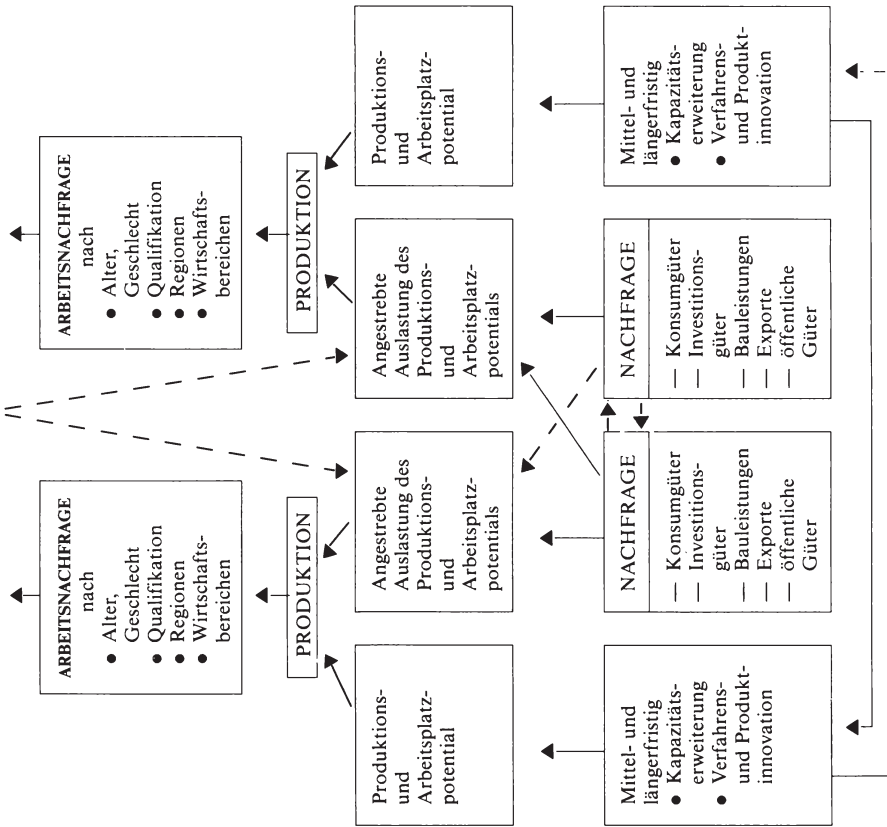 ARBEITSNACHFRAGE
nach
● Alter,
Geschlecht
● Qualifikation
● Regionen
● Wirtschafts-
bereichen
ARBEITSNACHFRAGE
nach
● Alter,
Geschlecht
● Qualifikation
● Regionen
● Wirtschafts-
bereichen
PRODUKTION
PRODUKTION
Produktions-
und
Arbeitsplatz-
potential
Angestrebte
Auslastung des
Produktions-
und
Arbeitsplatz-
potentials
Angestrebte
Auslastung des
Produktions-
und
Arbeitsplatz-
potentials
Produktions-
und
Arbeitsplatz-
potential
Mittel- und
längerfristig
● Kapazitäts-
erweiterung
● Verfahrens-
und Produkt-
innovation
NACHFRAGE
— Konsumgüter
— Investitions-
güter
— Bauleistungen
— Exporte
— öffentliche
Güter
NACHFRAGE
— Konsumgüter
— Investitions-
güter
— Bauleistungen
— Exporte
— öffentliche
Güter
Mittel- und
längerfristig
● Kapazitäts-
erweiterung
● Verfahrens-
und Produkt-
innovation